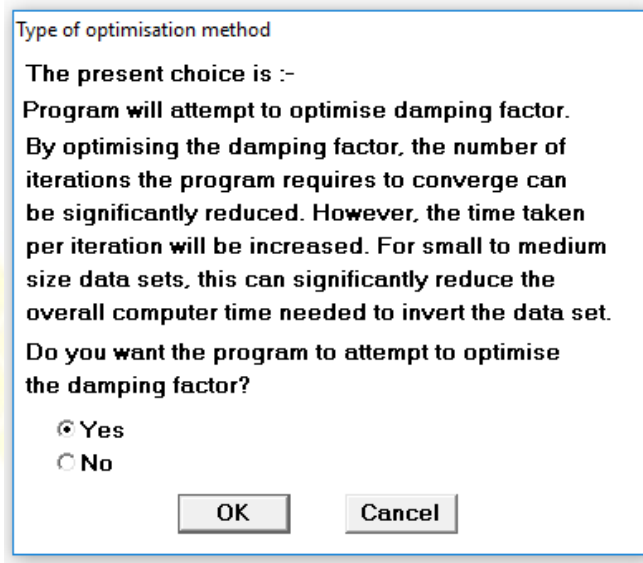 Type of optimisation method
The present choice is :-
Program will attempt to optimise damping factor.
By optimising the damping factor, the number of
iterations the program requires to converge can
be significantly reduced. However, the time taken
per iteration will be increased. For small to medium
size data sets, this can significantly reduce the
overall computer time needed to invert the data set.
Do you want the program to attempt to optimise
the damping factor?
Yes
No
OK Cancel